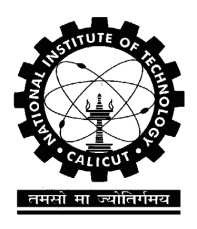 NATIONAL INSTITUTE OF TECHNOLOGY
• CALICUT •
तमसो मा ज्योतिर्गमय